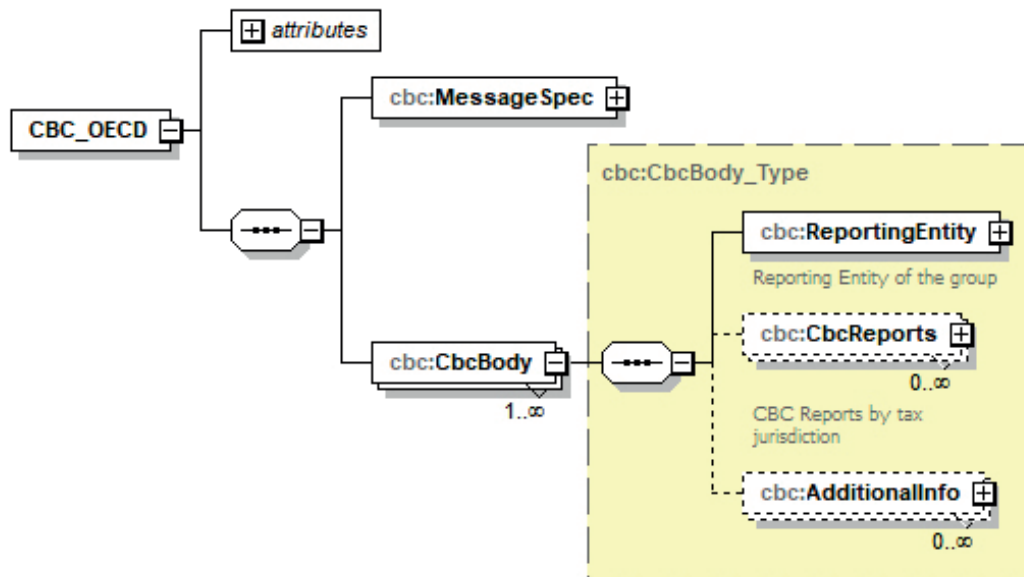 attributes
cbc:MessageSpec
CBC_OECD
cbc:CbcBody_Type
cbc:ReportingEntity
Reporting Entity of the group
cbc:CbcReports
0..∞
cbc:CbcBody
1..∞
CBC Reports by tax
jurisdiction
cbc:AdditionalInfo
0..∞